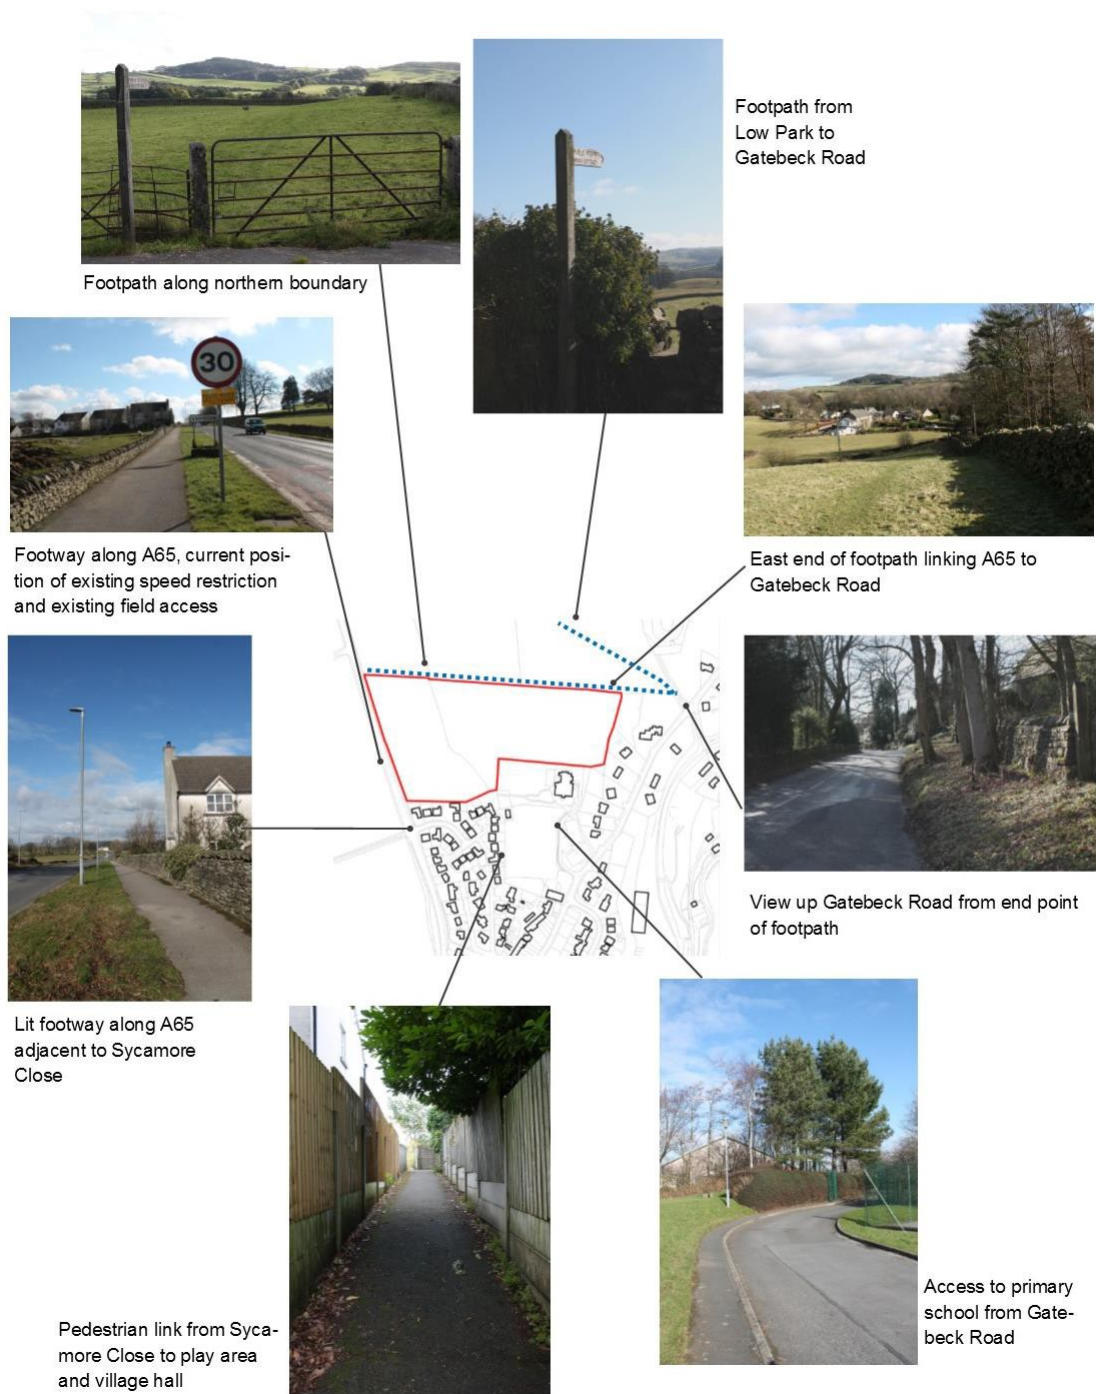 Footpath from
Low Park to
Gatebeck Road
Footpath along northern boundary
30
Footway along A65, current posi-
tion of existing speed restriction
and existing field access
East end of footpath linking A65 to
Gatebeck Road
View up Gatebeck Road from end point
of footpath
Lit footway along A65
adjacent to Sycamore
Close
Pedestrian link from Syca-
more Close to play area
and village hall
Access to primary
school from Gate-
beck Road